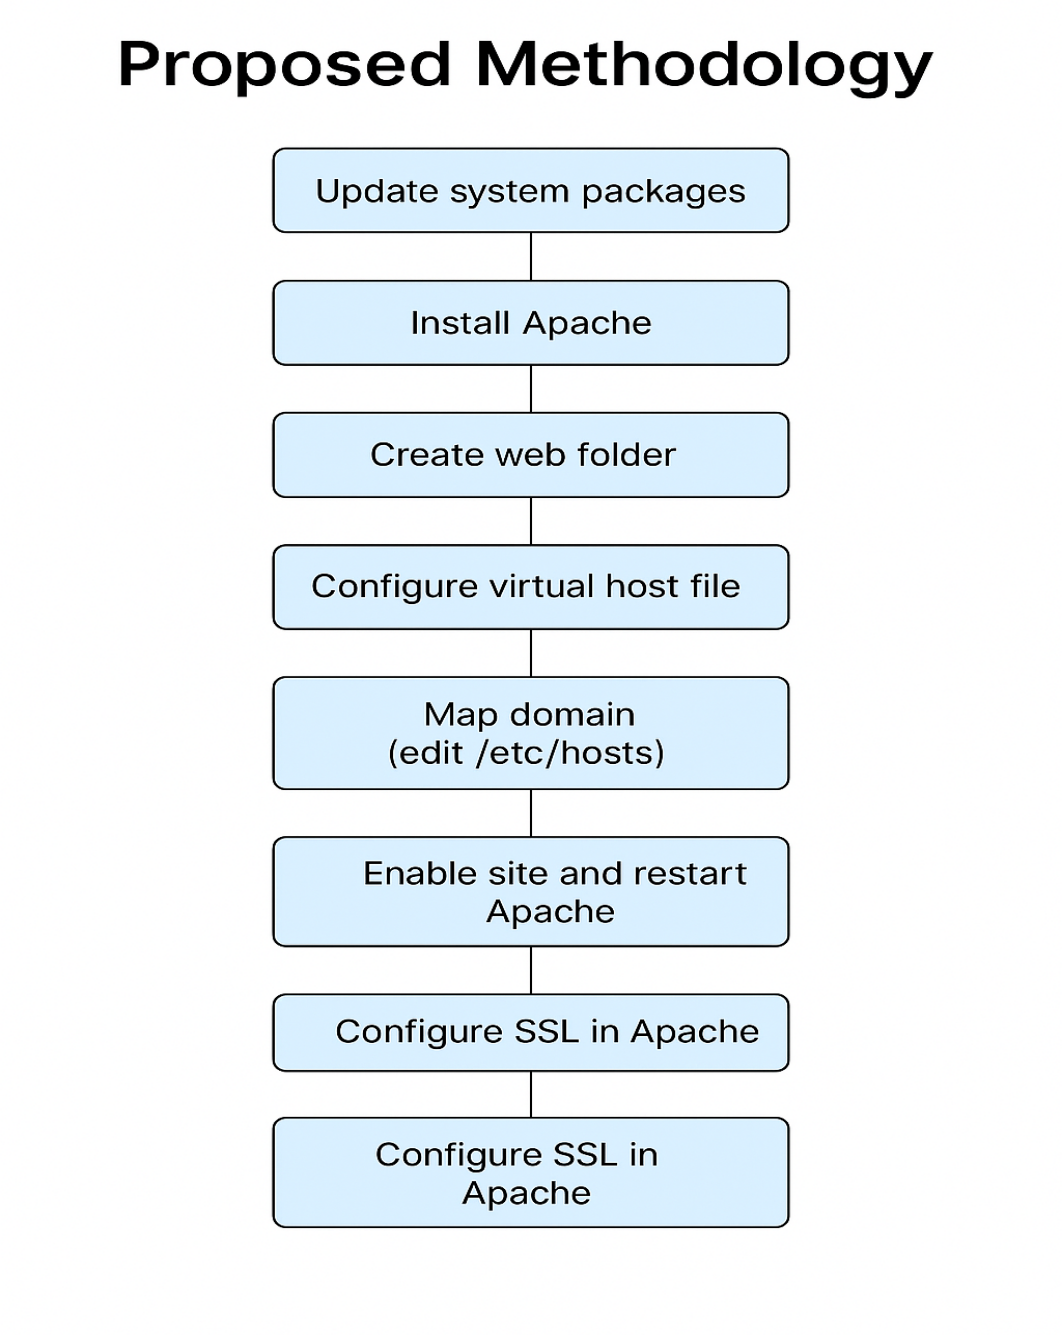 Proposed Methodology
Update system packages
Install Apache
Create web folder
Configure virtual host file
Map domain
(edit /etc/hosts)
Enable site and restart
Apache
Configure SSL in Apache
Configure SSL in
Apache